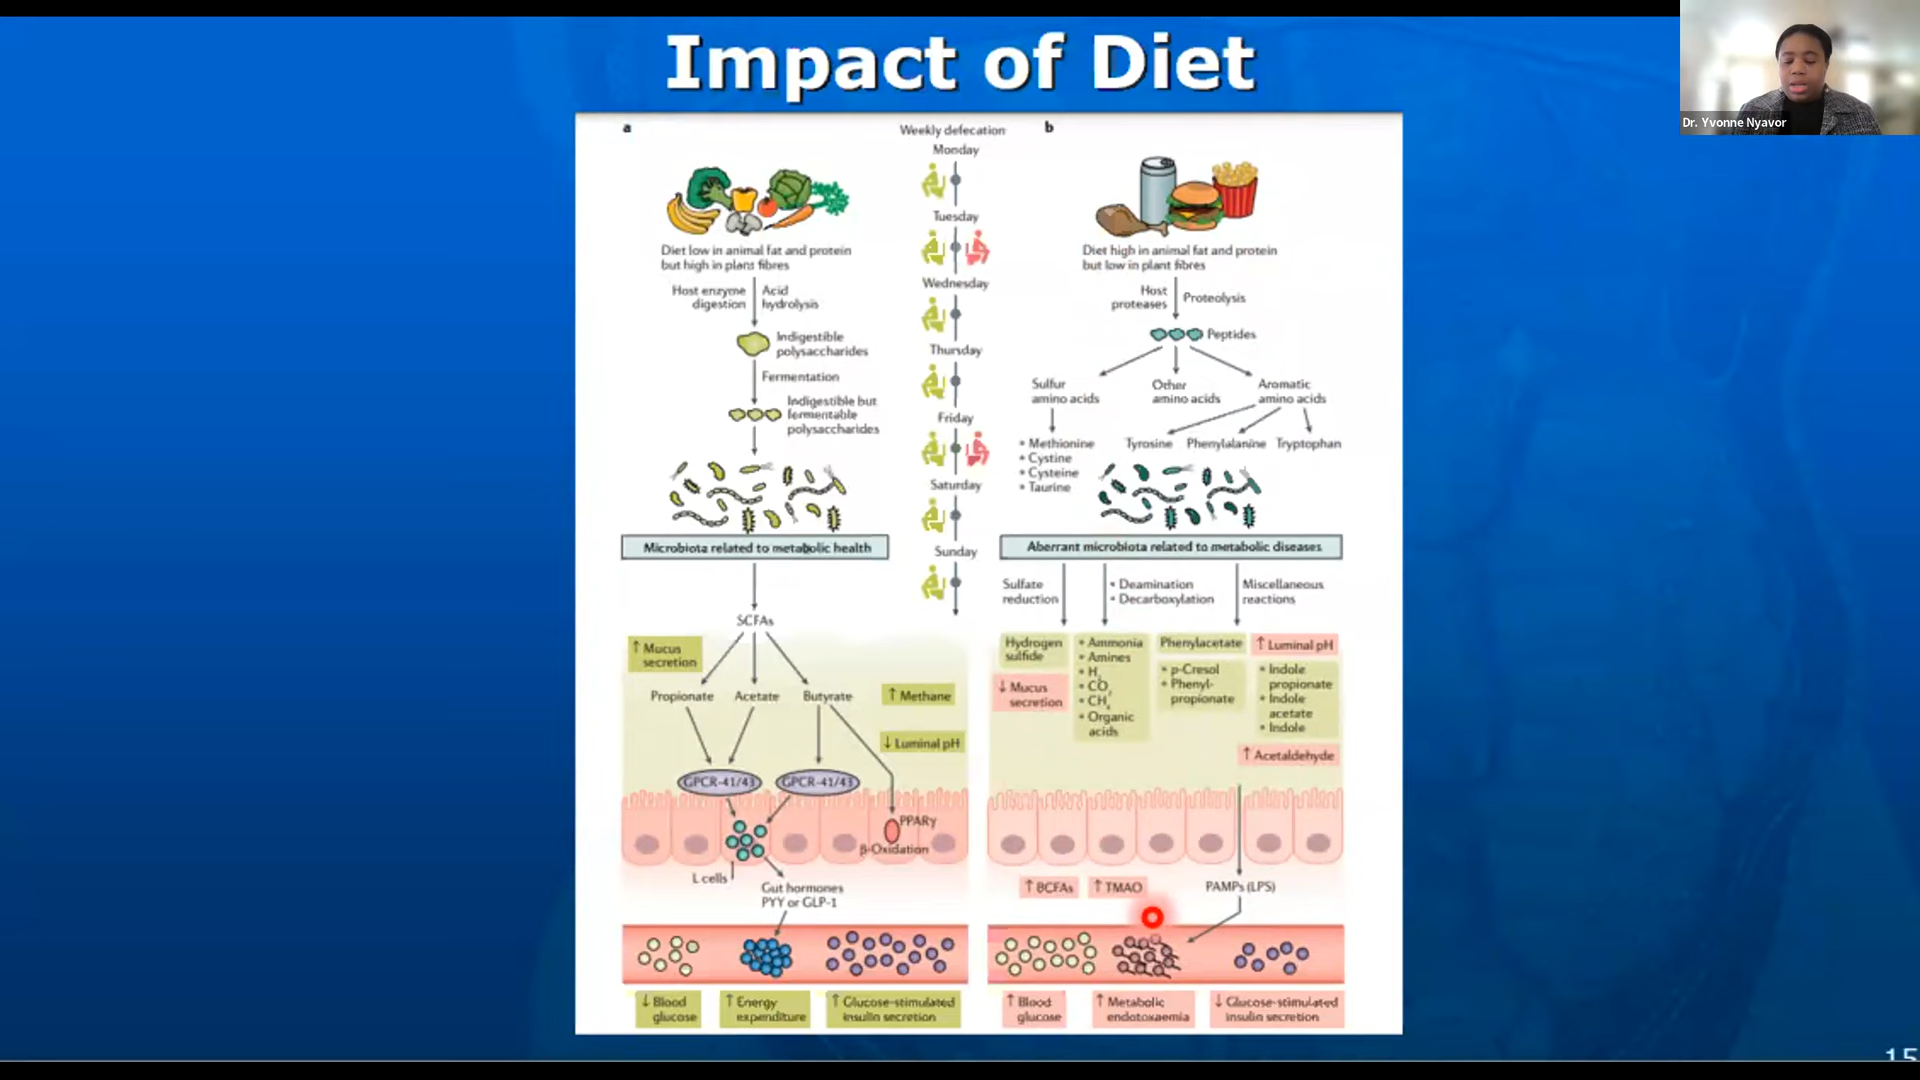 Impact of Diet
Dr. Yvonne Nyavor
a
Diet low in animal fat and protein
but high in plant fibres
Host enzyme
digestion
Acid
hydrolysis
Indigestible
polysaccharides
Fermentation
Indigestible but
fermentable
polysaccharides
Microbiota related to metabolic health
SCFAs
↑ Mucus
secretion
Propionate
Acetate
Butyrate
↑ Methane
↓ Luminal pH
GPCR-41/43
GPCR-41/43
PPARγ
β-Oxidation
L cells
Gut hormones
PYY or GLP-1
↓ Blood
glucose
↑ Energy
expenditure
↑ Glucose-stimulated
insulin secretion
Weekly defecation
Monday
Tuesday
Wednesday
Thursday
Friday
Saturday
Sunday
b
Diet high in animal fat and protein
but low in plant fibres
Host
proteases
Proteolysis
Peptides
Sulfur
amino acids
Other
amino acids
Aromatic
amino acids
• Methionine
• Cystine
• Cysteine
• Taurine
Tyrosine
Phenylalanine
Tryptophan
Aberrant microbiota related to metabolic diseases
Sulfate
reduction
• Deamination
• Decarboxylation
Miscellaneous
reactions
Hydrogen
sulfide
↓ Mucus
secretion
• Ammonia
• Amines
• H2
• CO2
• CH4
• Organic
acids
Phenylacetate
• p-Cresol
• Phenyl-
propionate
↑ Luminal pH
• Indole
propionate
• Indole
acetate
• Indole
↑ Acetaldehyde
↑ BCFAs
↑ TMAO
PAMPs (LPS)
↑ Blood
glucose
↑ Metabolic
endotoxaemia
↓ Glucose-stimulated
insulin secretion
15